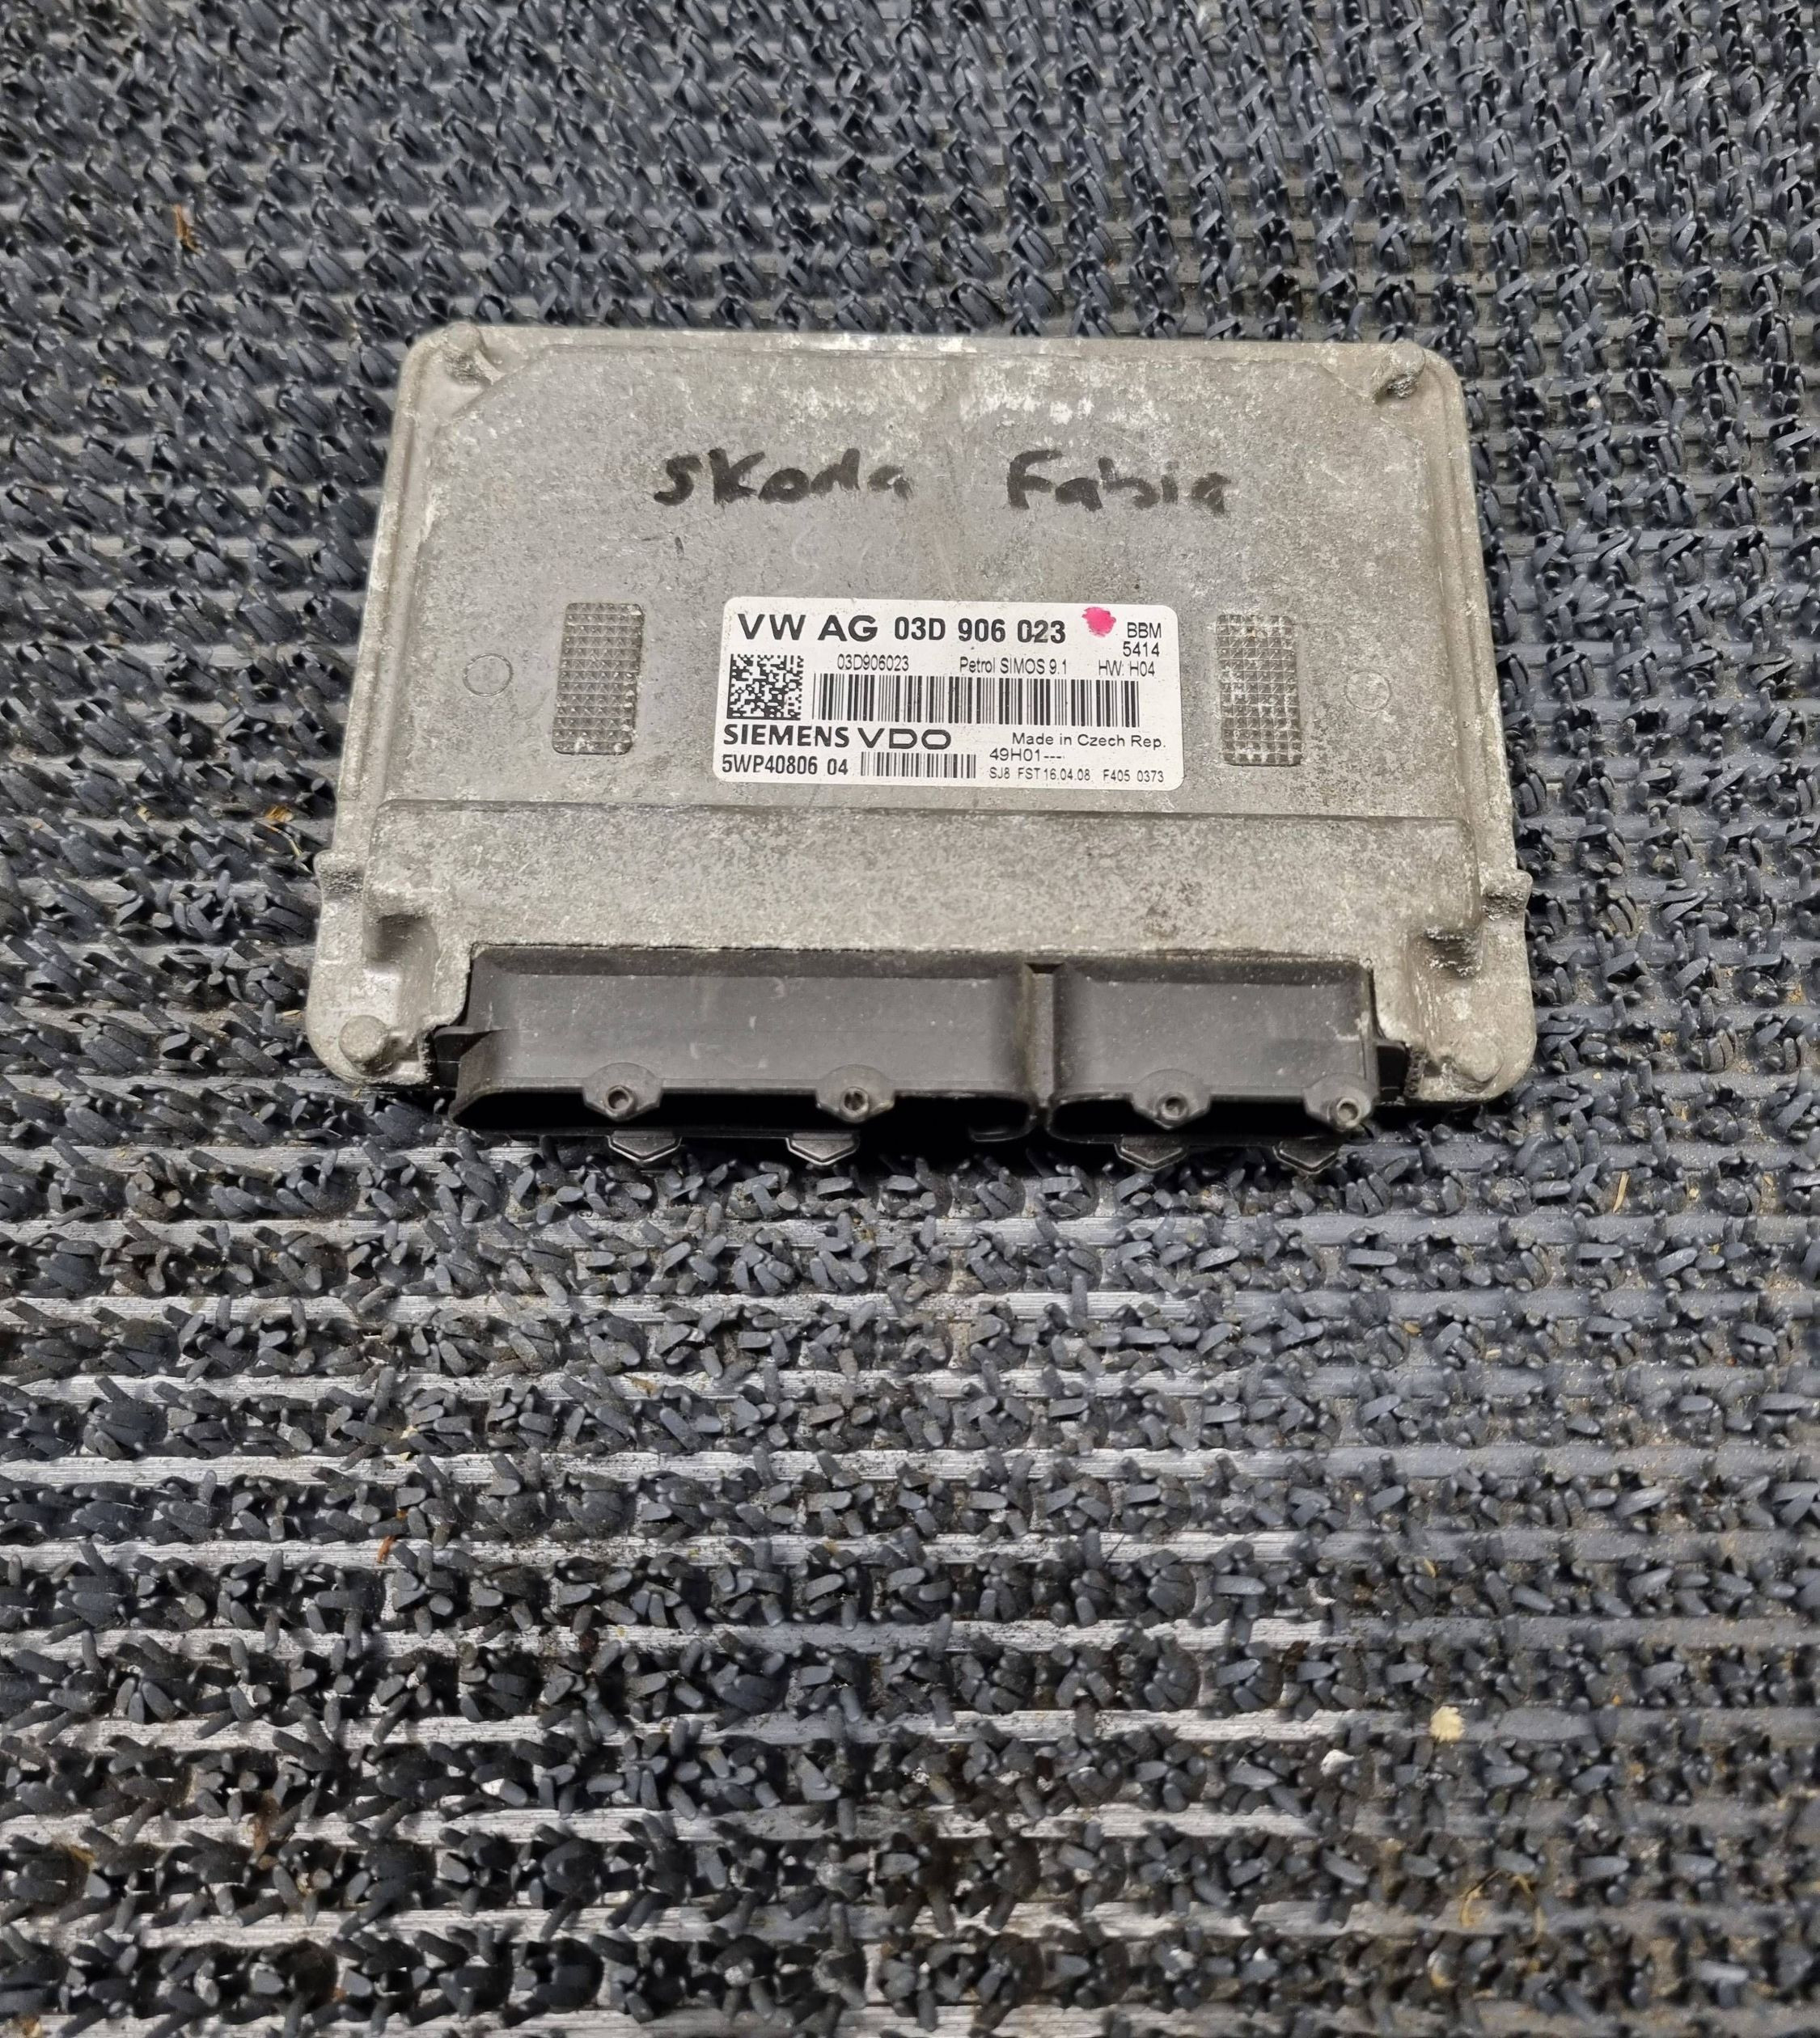 Skoda Fabia
VW AG 03D 906 023 BBM
5414
03D906023 Petrol SIMOS 9.1 HW: H04
SIEMENS VDO Made in Czech Rep.
5WP40806 04 49H01---
SJ8 FST 16.04.08 F405 0373